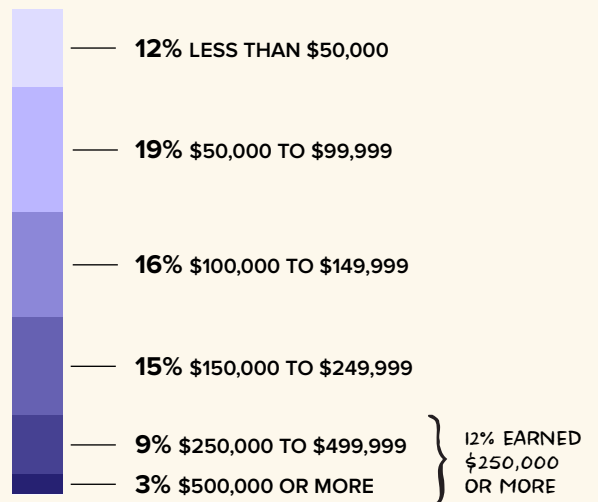 12% LESS THAN $50,000
19% $50,000 TO $99,999
16% $100,000 TO $149,999
15% $150,000 TO $249,999
9% $250,000 TO $499,999
3% $500,000 OR MORE
12% EARNED
$250,000
OR MORE